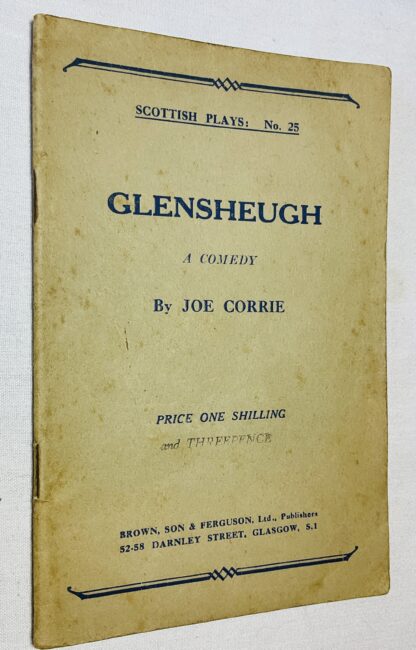 SCOTTISH PLAYS: No. 25
GLENSHEUGH
A COMEDY
By JOE CORRIE
PRICE ONE SHILLING
and THREEPENCE
BROWN, SON & FERGUSON, Ltd., Publishers
52-58 DARNLEY STREET, GLASGOW, S.1